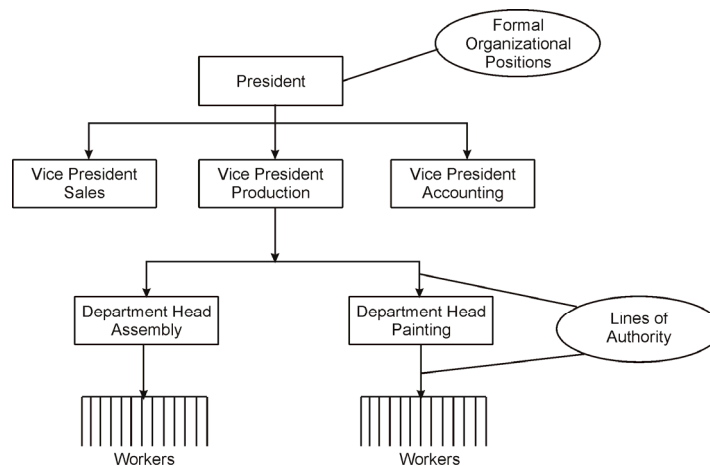 Formal
Organizational
Positions
President
Vice President
Sales
Vice President
Production
Vice President
Accounting
Department Head
Assembly
Department Head
Painting
Lines of
Authority
Workers
Workers